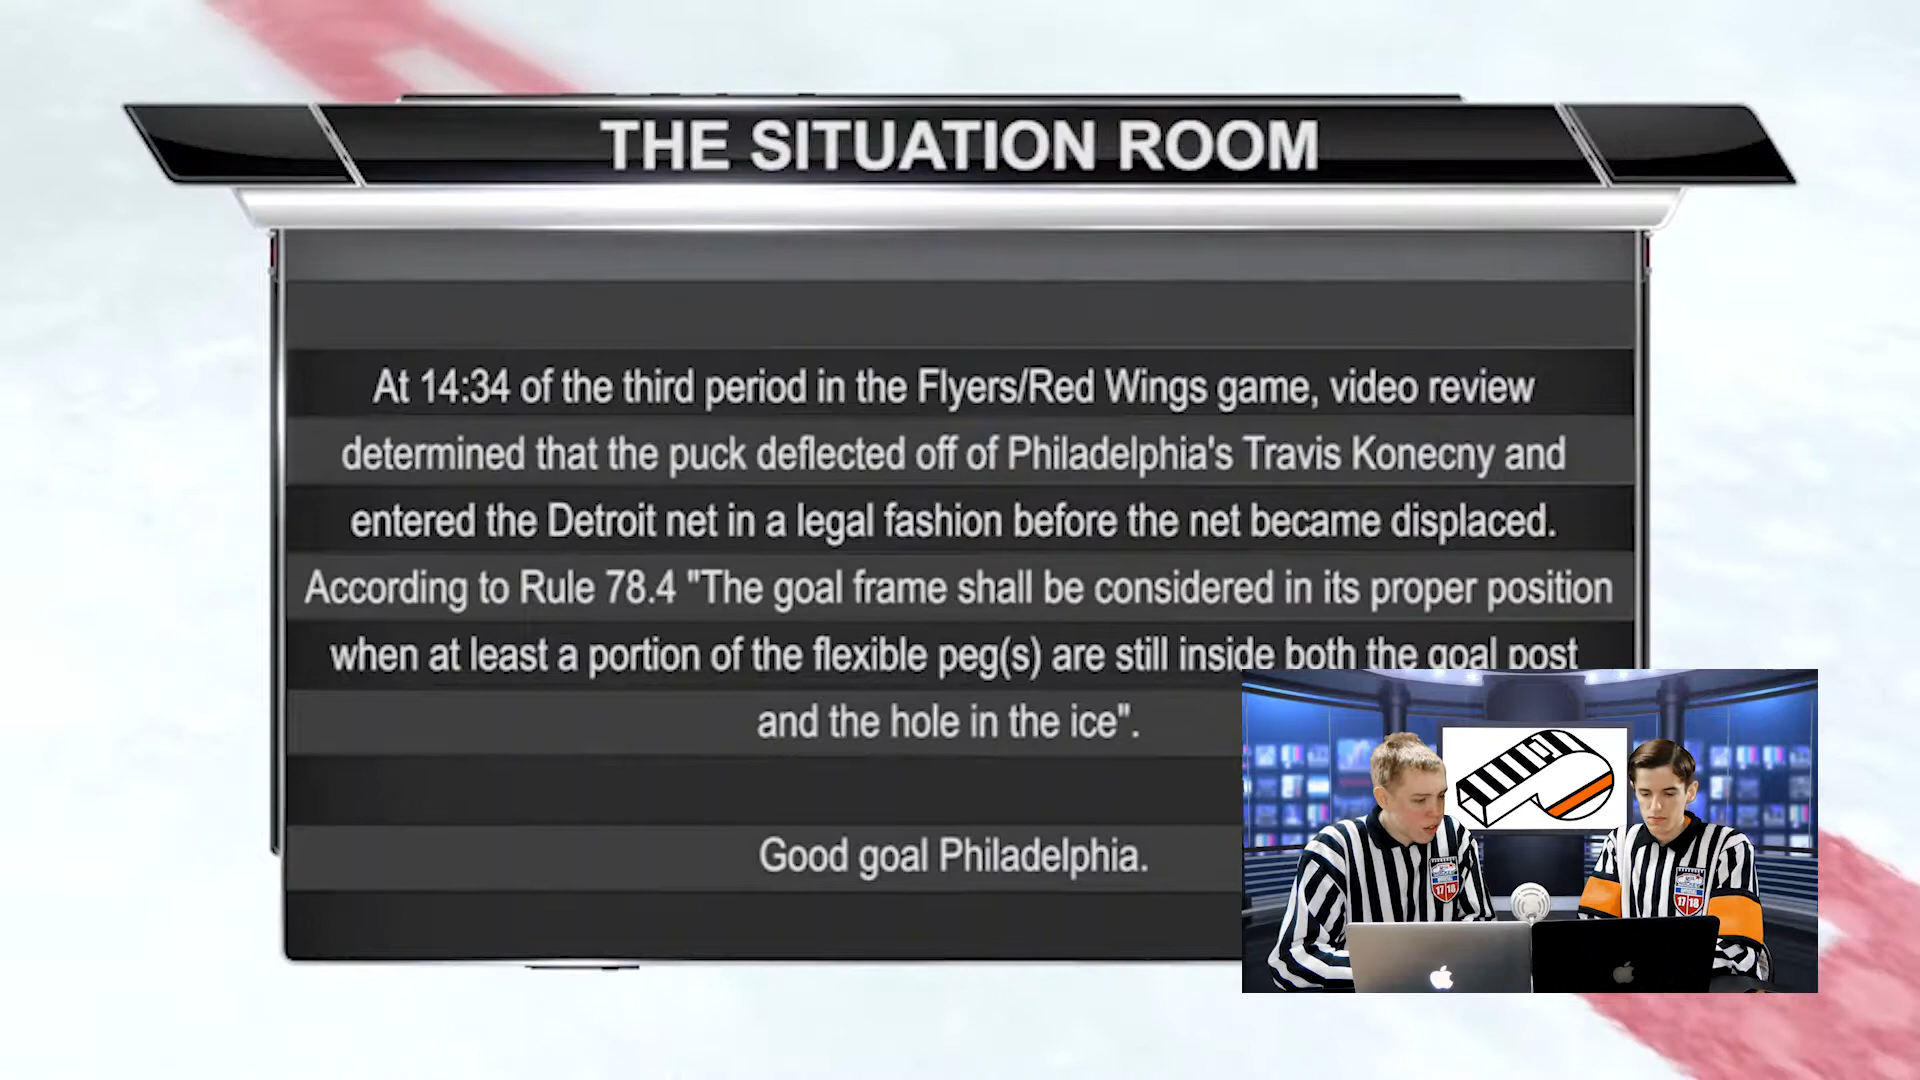 THE SITUATION ROOM
At 14:34 of the third period in the Flyers/Red Wings game, video review
determined that the puck deflected off of Philadelphia's Travis Konecny and
entered the Detroit net in a legal fashion before the net became displaced.
According to Rule 78.4 "The goal frame shall be considered in its proper position
when at least a portion of the flexible peg(s) are still inside both the goal post
and the hole in the ice".
Good goal Philadelphia.
17 18
17 18